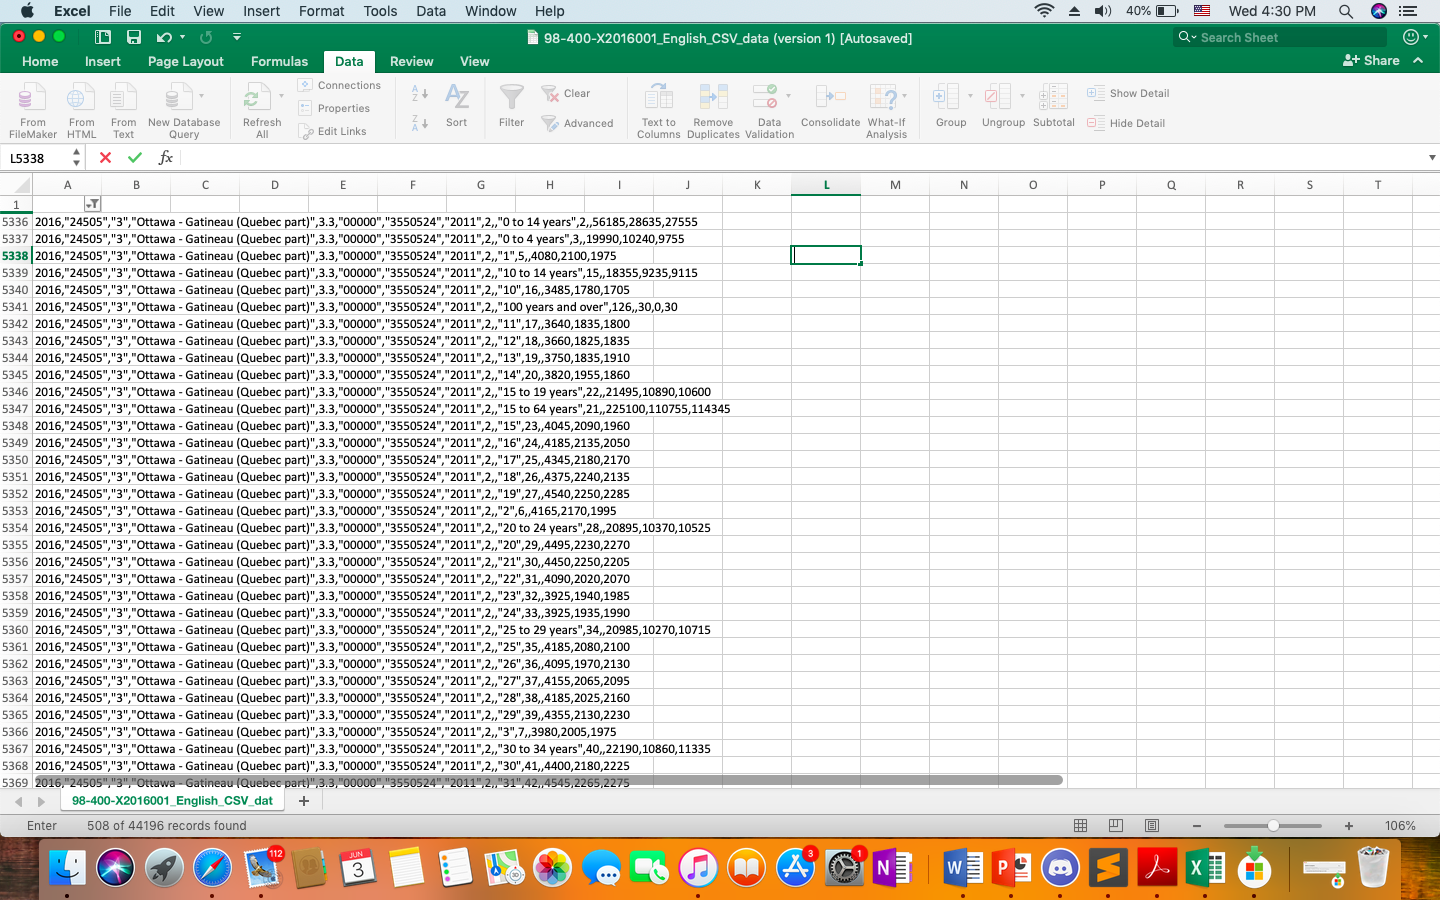 Excel File Edit View Insert Format Tools Data Window Help 40% Wed 4:30 PM
98-400-X2016001_English_CSV_data (version 1) [Autosaved] Search Sheet
Home Insert Page Layout Formulas Data Review View Share
From FileMaker From HTML From Text New Database Query Refresh All Connections Properties Edit Links Sort Filter Clear Advanced Text to Columns Remove Duplicates Data Validation Consolidate What-If Analysis Group Ungroup Subtotal Show Detail Hide Detail
L5338 fx
A B C D E F G H I J K L M N O P Q R S T
1
5336 2016,"24505","3","Ottawa - Gatineau (Quebec part)",3.3,"00000","3550524","2011",2,,"0 to 14 years",2,,56185,28635,27555
5337 2016,"24505","3","Ottawa - Gatineau (Quebec part)",3.3,"00000","3550524","2011",2,,"0 to 4 years",3,,19990,10240,9755
5338 2016,"24505","3","Ottawa - Gatineau (Quebec part)",3.3,"00000","3550524","2011",2,,"1",5,,4080,2100,1975
5339 2016,"24505","3","Ottawa - Gatineau (Quebec part)",3.3,"00000","3550524","2011",2,,"10 to 14 years",15,,18355,9235,9115
5340 2016,"24505","3","Ottawa - Gatineau (Quebec part)",3.3,"00000","3550524","2011",2,,"10",16,,3485,1780,1705
5341 2016,"24505","3","Ottawa - Gatineau (Quebec part)",3.3,"00000","3550524","2011",2,,"100 years and over",126,,30,0,30
5342 2016,"24505","3","Ottawa - Gatineau (Quebec part)",3.3,"00000","3550524","2011",2,,"11",17,,3640,1835,1800
5343 2016,"24505","3","Ottawa - Gatineau (Quebec part)",3.3,"00000","3550524","2011",2,,"12",18,,3660,1825,1835
5344 2016,"24505","3","Ottawa - Gatineau (Quebec part)",3.3,"00000","3550524","2011",2,,"13",19,,3750,1835,1910
5345 2016,"24505","3","Ottawa - Gatineau (Quebec part)",3.3,"00000","3550524","2011",2,,"14",20,,3820,1955,1860
5346 2016,"24505","3","Ottawa - Gatineau (Quebec part)",3.3,"00000","3550524","2011",2,,"15 to 19 years",22,,21495,10890,10600
5347 2016,"24505","3","Ottawa - Gatineau (Quebec part)",3.3,"00000","3550524","2011",2,,"15 to 64 years",21,,225100,110755,114345
5348 2016,"24505","3","Ottawa - Gatineau (Quebec part)",3.3,"00000","3550524","2011",2,,"15",23,,4045,2090,1960
5349 2016,"24505","3","Ottawa - Gatineau (Quebec part)",3.3,"00000","3550524","2011",2,,"16",24,,4185,2135,2050
5350 2016,"24505","3","Ottawa - Gatineau (Quebec part)",3.3,"00000","3550524","2011",2,,"17",25,,4345,2180,2170
5351 2016,"24505","3","Ottawa - Gatineau (Quebec part)",3.3,"00000","3550524","2011",2,,"18",26,,4375,2240,2135
5352 2016,"24505","3","Ottawa - Gatineau (Quebec part)",3.3,"00000","3550524","2011",2,,"19",27,,4540,2250,2285
5353 2016,"24505","3","Ottawa - Gatineau (Quebec part)",3.3,"00000","3550524","2011",2,,"2",6,,4165,2170,1995
5354 2016,"24505","3","Ottawa - Gatineau (Quebec part)",3.3,"00000","3550524","2011",2,,"20 to 24 years",28,,20895,10370,10525
5355 2016,"24505","3","Ottawa - Gatineau (Quebec part)",3.3,"00000","3550524","2011",2,,"20",29,,4495,2230,2270
5356 2016,"24505","3","Ottawa - Gatineau (Quebec part)",3.3,"00000","3550524","2011",2,,"21",30,,4450,2250,2205
5357 2016,"24505","3","Ottawa - Gatineau (Quebec part)",3.3,"00000","3550524","2011",2,,"22",31,,4090,2020,2070
5358 2016,"24505","3","Ottawa - Gatineau (Quebec part)",3.3,"00000","3550524","2011",2,,"23",32,,3925,1940,1985
5359 2016,"24505","3","Ottawa - Gatineau (Quebec part)",3.3,"00000","3550524","2011",2,,"24",33,,3925,1935,1990
5360 2016,"24505","3","Ottawa - Gatineau (Quebec part)",3.3,"00000","3550524","2011",2,,"25 to 29 years",34,,20985,10270,10715
5361 2016,"24505","3","Ottawa - Gatineau (Quebec part)",3.3,"00000","3550524","2011",2,,"25",35,,4185,2080,2100
5362 2016,"24505","3","Ottawa - Gatineau (Quebec part)",3.3,"00000","3550524","2011",2,,"26",36,,4095,1970,2130
5363 2016,"24505","3","Ottawa - Gatineau (Quebec part)",3.3,"00000","3550524","2011",2,,"27",37,,4155,2065,2095
5364 2016,"24505","3","Ottawa - Gatineau (Quebec part)",3.3,"00000","3550524","2011",2,,"28",38,,4185,2025,2160
5365 2016,"24505","3","Ottawa - Gatineau (Quebec part)",3.3,"00000","3550524","2011",2,,"29",39,,4355,2130,2230
5366 2016,"24505","3","Ottawa - Gatineau (Quebec part)",3.3,"00000","3550524","2011",2,,"3",7,,3980,2005,1975
5367 2016,"24505","3","Ottawa - Gatineau (Quebec part)",3.3,"00000","3550524","2011",2,,"30 to 34 years",40,,22190,10860,11335
5368 2016,"24505","3","Ottawa - Gatineau (Quebec part)",3.3,"00000","3550524","2011",2,,"30",41,,4400,2180,2225
5369 2016,"24505","3","Ottawa - Gatineau (Quebec part)",3.3,"00000","3550524","2011",2,,"31",42,,4545,2265,2275
98-400-X2016001_English_CSV_dat
Enter 508 of 44196 records found 106%
112 JUN 3 3 1